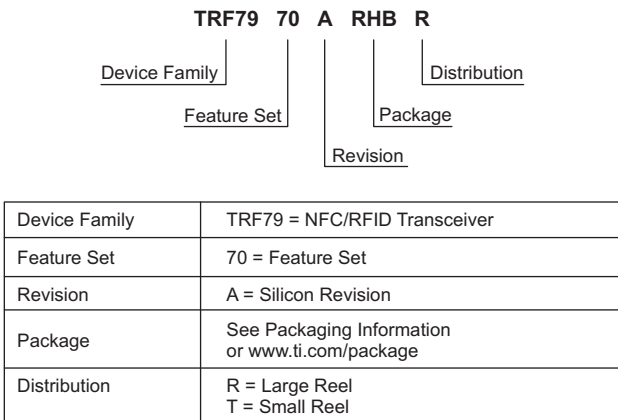 TRF79 70 A RHB R
Device Family
Distribution
Feature Set
Package
Revision
Device Family TRF79 = NFC/RFID Transceiver
Feature Set 70 = Feature Set
Revision A = Silicon Revision
Package See Packaging Information
or www.ti.com/package
Distribution R = Large Reel
T = Small Reel